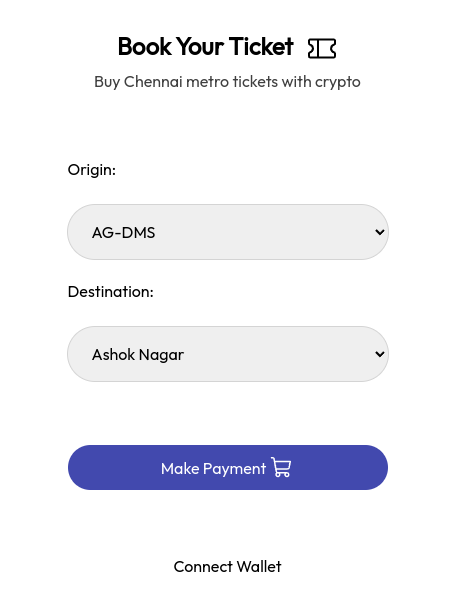 Book Your Ticket
Buy Chennai metro tickets with crypto
Origin:
AG-DMS
Destination:
Ashok Nagar
Make Payment
Connect Wallet